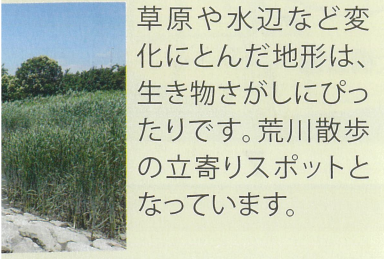 草原や水辺など変
化にとんだ地形は、
生き物さがしにぴっ
たりです。荒川散歩
の立寄りスポットと
なっています。